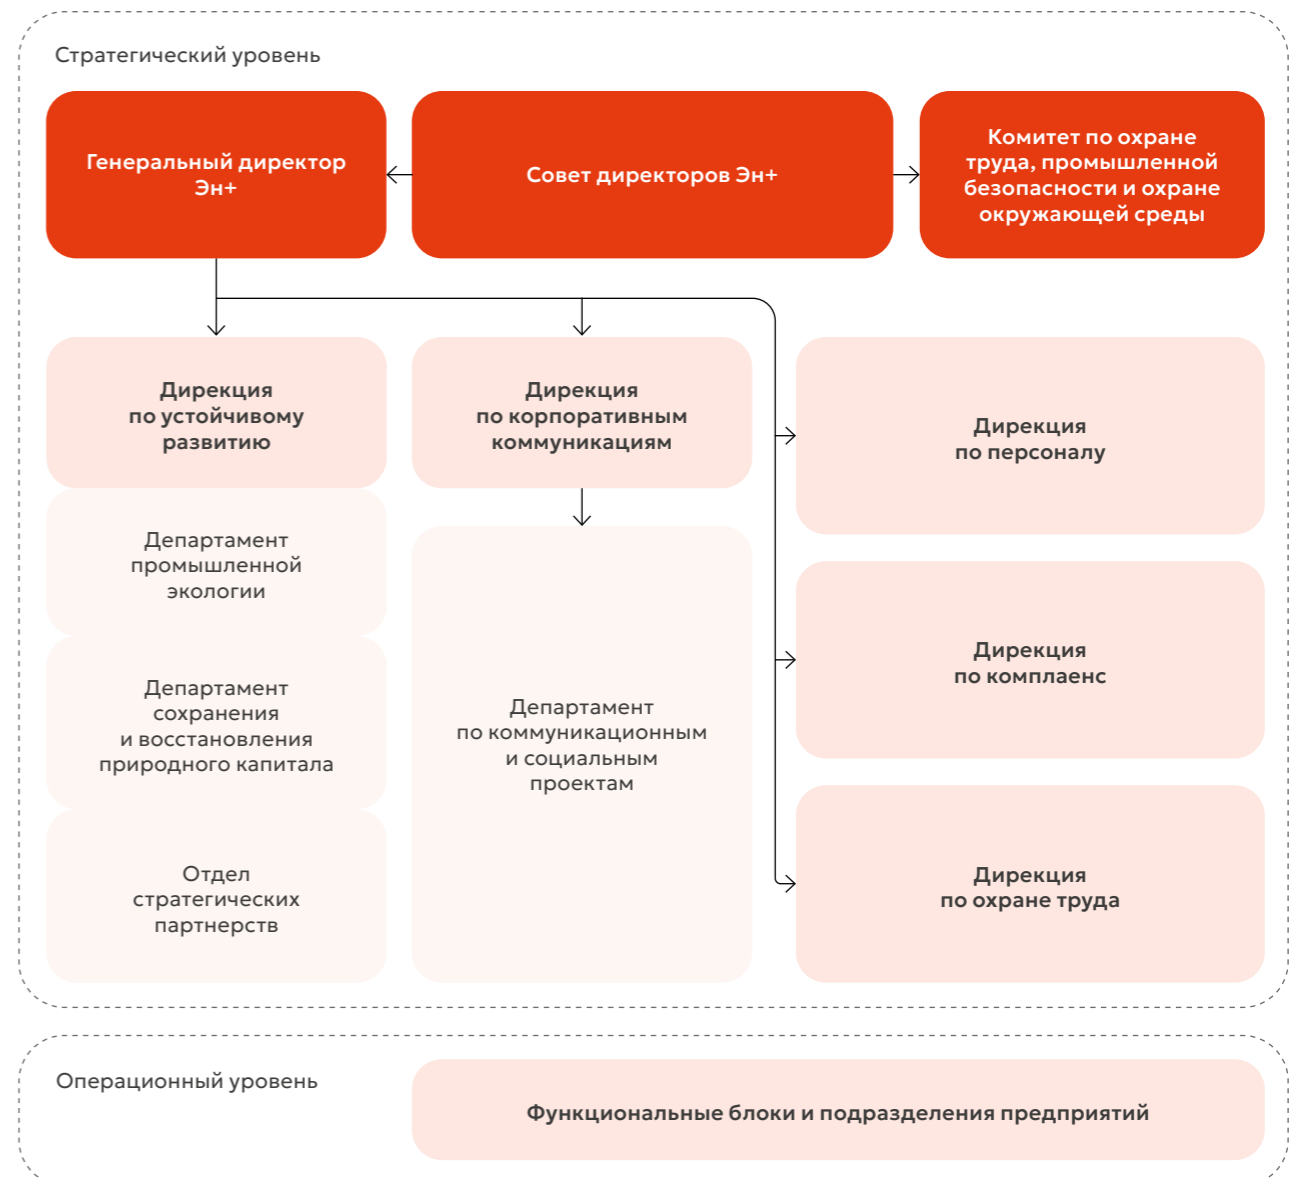 Стратегический уровень
Генеральный директор
Эн+
Совет директоров Эн+
Комитет по охране
труда, промышленной
безопасности и охране
окружающей среды
Дирекция
по устойчивому
развитию
Дирекция
по корпоративным
коммуникациям
Дирекция
по персоналу
Департамент
промышленной
экологии
Департамент
сохранения
и восстановления
природного капитала
Отдел
стратегических
партнерств
Департамент
по коммуникационным
и социальным
проектам
Дирекция
по комплаенс
Дирекция
по охране труда
Операционный уровень
Функциональные блоки и подразделения предприятий